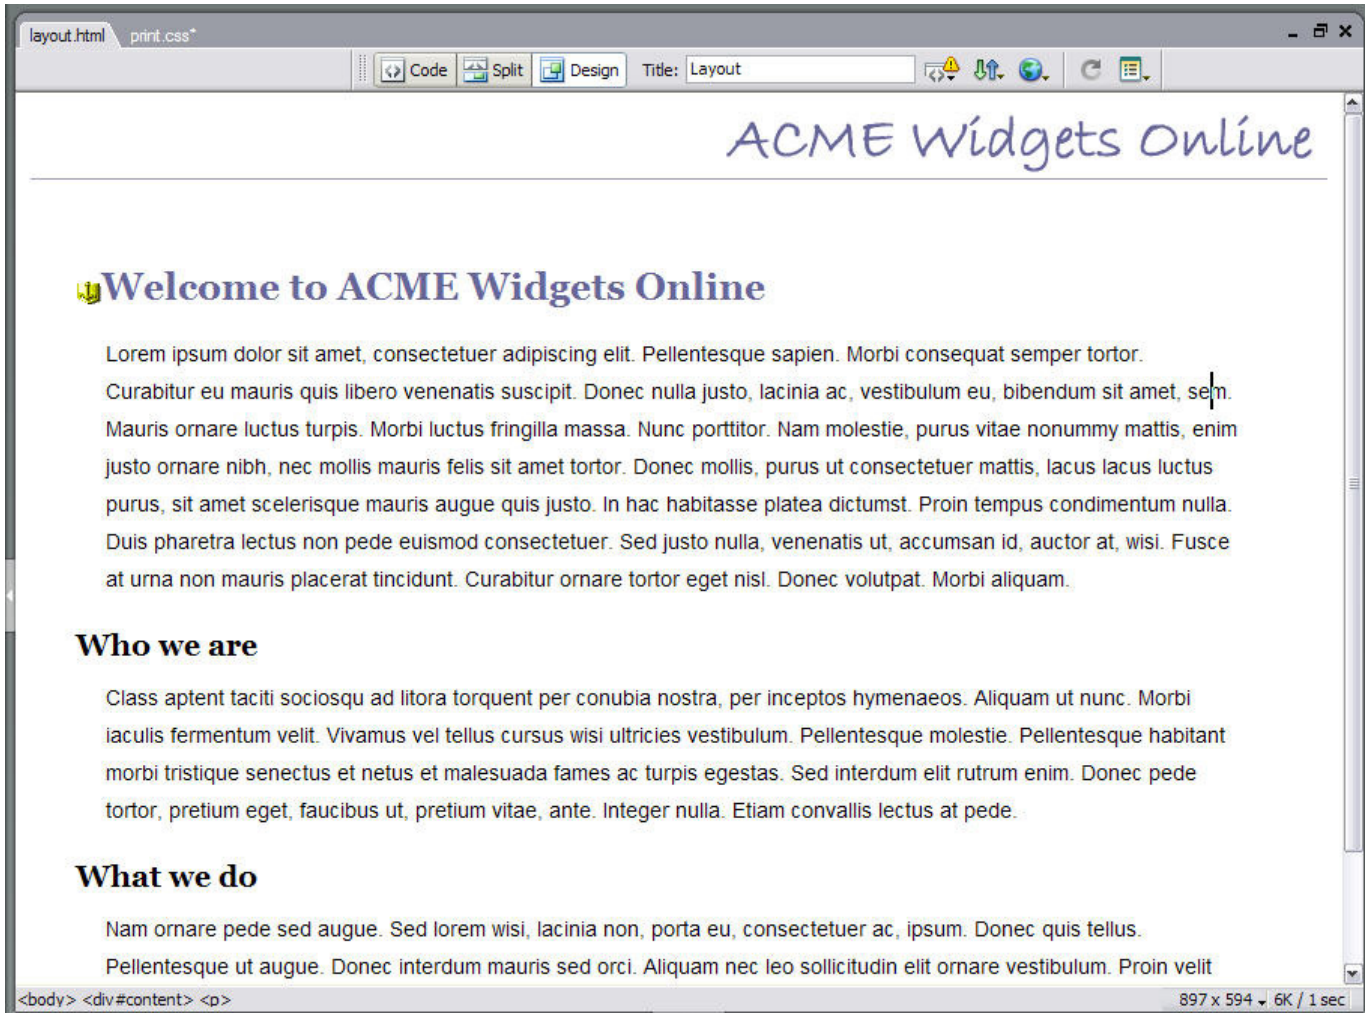 layout.html print.css*
Code Split Design Title: Layout
ACME Widgets Online
Welcome to ACME Widgets Online
Lorem ipsum dolor sit amet, consectetuer adipiscing elit. Pellentesque sapien. Morbi consequat semper tortor.
Curabitur eu mauris quis libero venenatis suscipit. Donec nulla justo, lacinia ac, vestibulum eu, bibendum sit amet, sem.
Mauris ornare luctus turpis. Morbi luctus fringilla massa. Nunc porttitor. Nam molestie, purus vitae nonummy mattis, enim
justo ornare nibh, nec mollis mauris felis sit amet tortor. Donec mollis, purus ut consectetuer mattis, lacus lacus luctus
purus, sit amet scelerisque mauris augue quis justo. In hac habitasse platea dictumst. Proin tempus condimentum nulla.
Duis pharetra lectus non pede euismod consectetuer. Sed justo nulla, venenatis ut, accumsan id, auctor at, wisi. Fusce
at urna non mauris placerat tincidunt. Curabitur ornare tortor eget nisl. Donec volutpat. Morbi aliquam.
Who we are
Class aptent taciti sociosqu ad litora torquent per conubia nostra, per inceptos hymenaeos. Aliquam ut nunc. Morbi
iaculis fermentum velit. Vivamus vel tellus cursus wisi ultricies vestibulum. Pellentesque molestie. Pellentesque habitant
morbi tristique senectus et netus et malesuada fames ac turpis egestas. Sed interdum elit rutrum enim. Donec pede
tortor, pretium eget, faucibus ut, pretium vitae, ante. Integer nulla. Etiam convallis lectus at pede.
What we do
Nam ornare pede sed augue. Sed lorem wisi, lacinia non, porta eu, consectetuer ac, ipsum. Donec quis tellus.
Pellentesque ut augue. Donec interdum mauris sed orci. Aliquam nec leo sollicitudin elit ornare vestibulum. Proin velit
<body> <div#content> <p> 897 x 594 6K / 1 sec